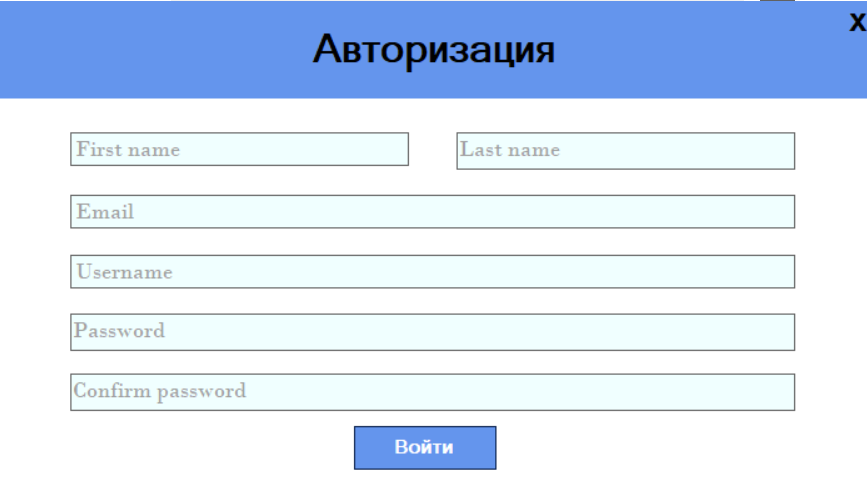 x
Авторизация
First name Last name
Email
Username
Password
Confirm password
Войти